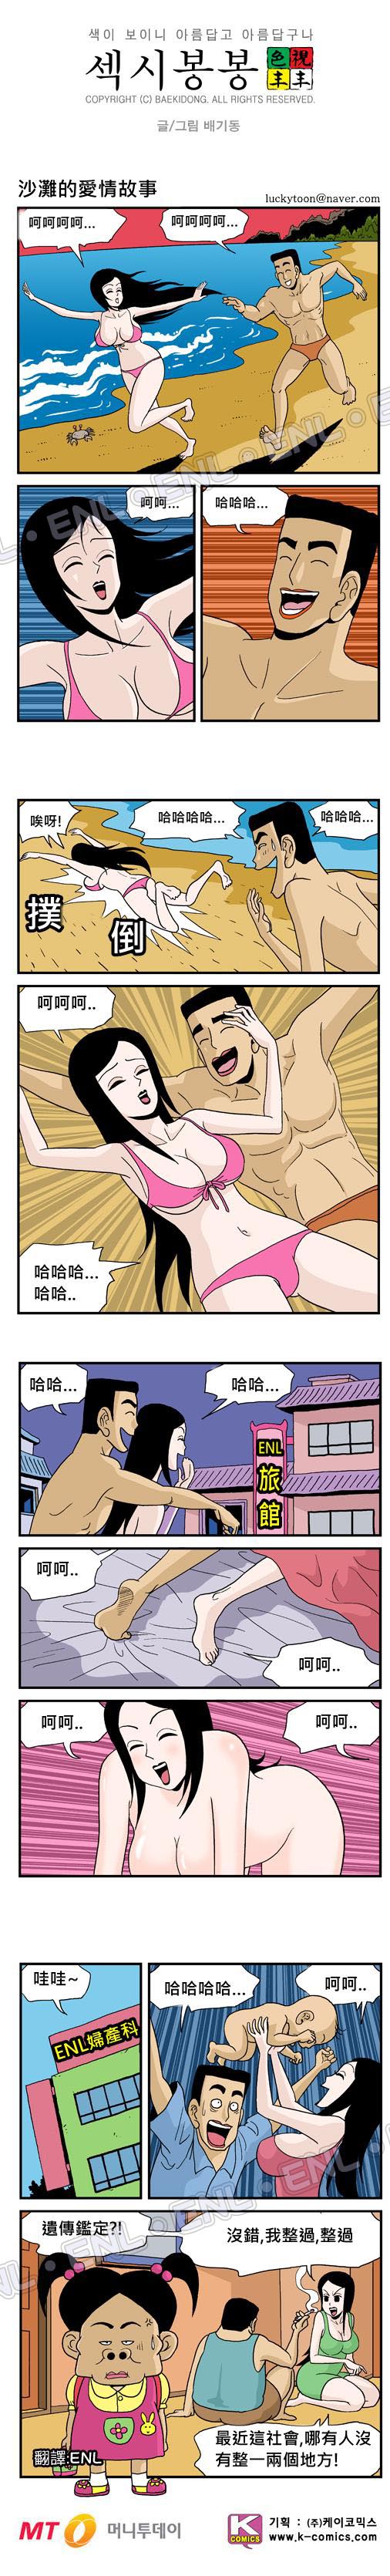 색이 보이니 아름답고 아름답구나
섹시봉봉
色視
丰丰
COPYRIGHT (C) BAEKIDONG. ALL RIGHTS RESERVED.
글/그림 배기동
沙灘的愛情故事
luckytoon@naver.com
呵呵呵呵...
呵呵呵呵...
呵呵...
哈哈哈...
唉呀!
哈哈哈哈...
哈哈哈...
撲
倒
呵呵呵..
哈哈哈...
哈哈..
哈哈...
哈哈...
ENL
旅館
呵呵..
呵呵..
呵呵..
呵呵..
哇哇~
ENL婦產科
哈哈哈哈...
呵呵..
遺傳鑑定?!
沒錯,我整過,整過
最近這社會,哪有人沒
有整一兩個地方!
翻譯:ENL
MT 머니투데이
K
COMICS
기획 : (주)케이코믹스
www.k-comics.com